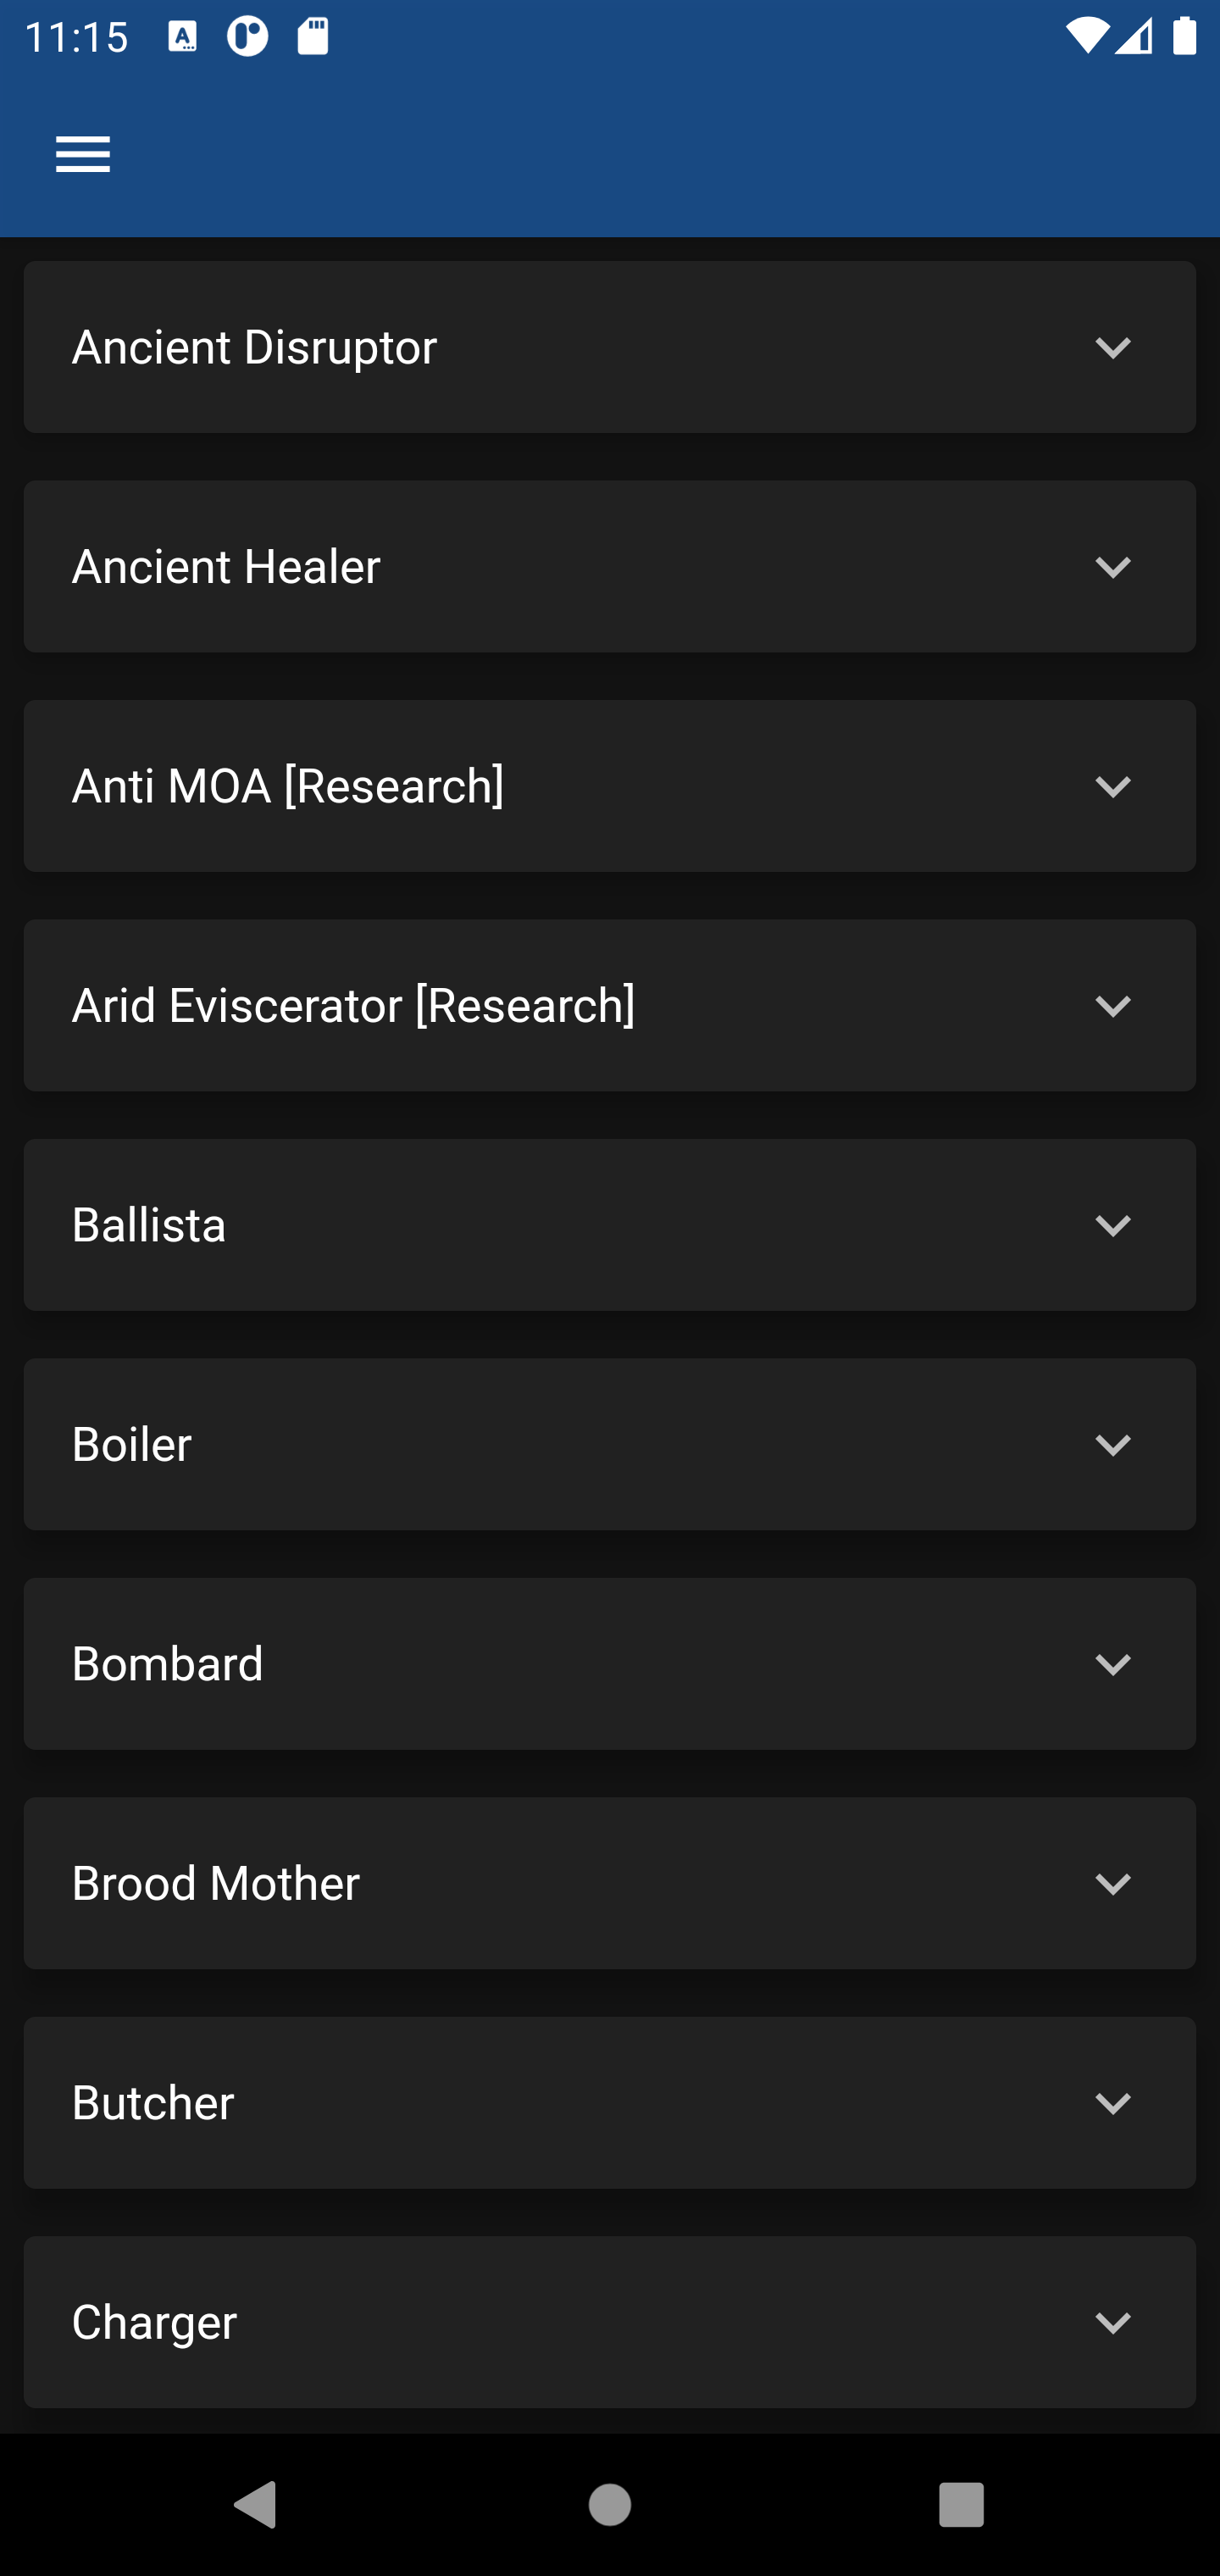 11:15
Ancient Disruptor
Ancient Healer
Anti MOA [Research]
Arid Eviscerator [Research]
Ballista
Boiler
Bombard
Brood Mother
Butcher
Charger